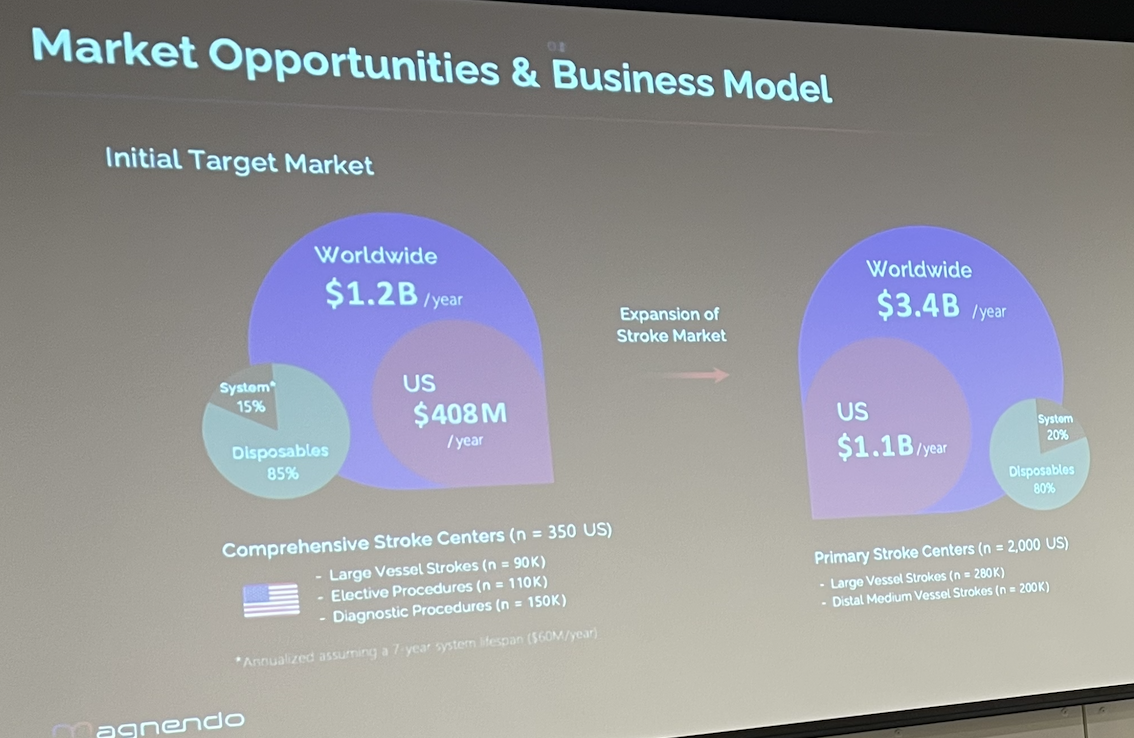 Market Opportunities & Business Model
Initial Target Market
Worldwide
$1.2B /year
US
$408M
/year
System*
15%
Disposables
85%
Expansion of
Stroke Market
Worldwide
$3.4B /year
US
$1.1B /year
System
20%
Disposables
80%
Comprehensive Stroke Centers (n = 350 US)
- Large Vessel Strokes (n = 90K)
- Elective Procedures (n = 110K)
- Diagnostic Procedures (n = 150K)
*Annualized assuming a 7-year system lifespan ($60M/year)
Primary Stroke Centers (n = 2,000 US)
- Large Vessel Strokes (n = 280K)
- Distal Medium Vessel Strokes (n = 200K)
magnendo